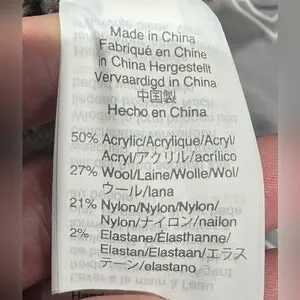 Made in China
Fabriqué en Chine
in China Hergestellt
Vervaardigd in China
中国製
Hecho en China
50% Acrylic/Acrylique/Acryl/
Acryl/アクリル/acrílico
27% Wool/Laine/Wolle/Wol/
ウール/lana
21% Nylon/Nylon/Nylon/
Nylon/ナイロン/nailon
2% Elastane/Élasthanne/
Elastan/Elastaan/エラス
テーン/elastano